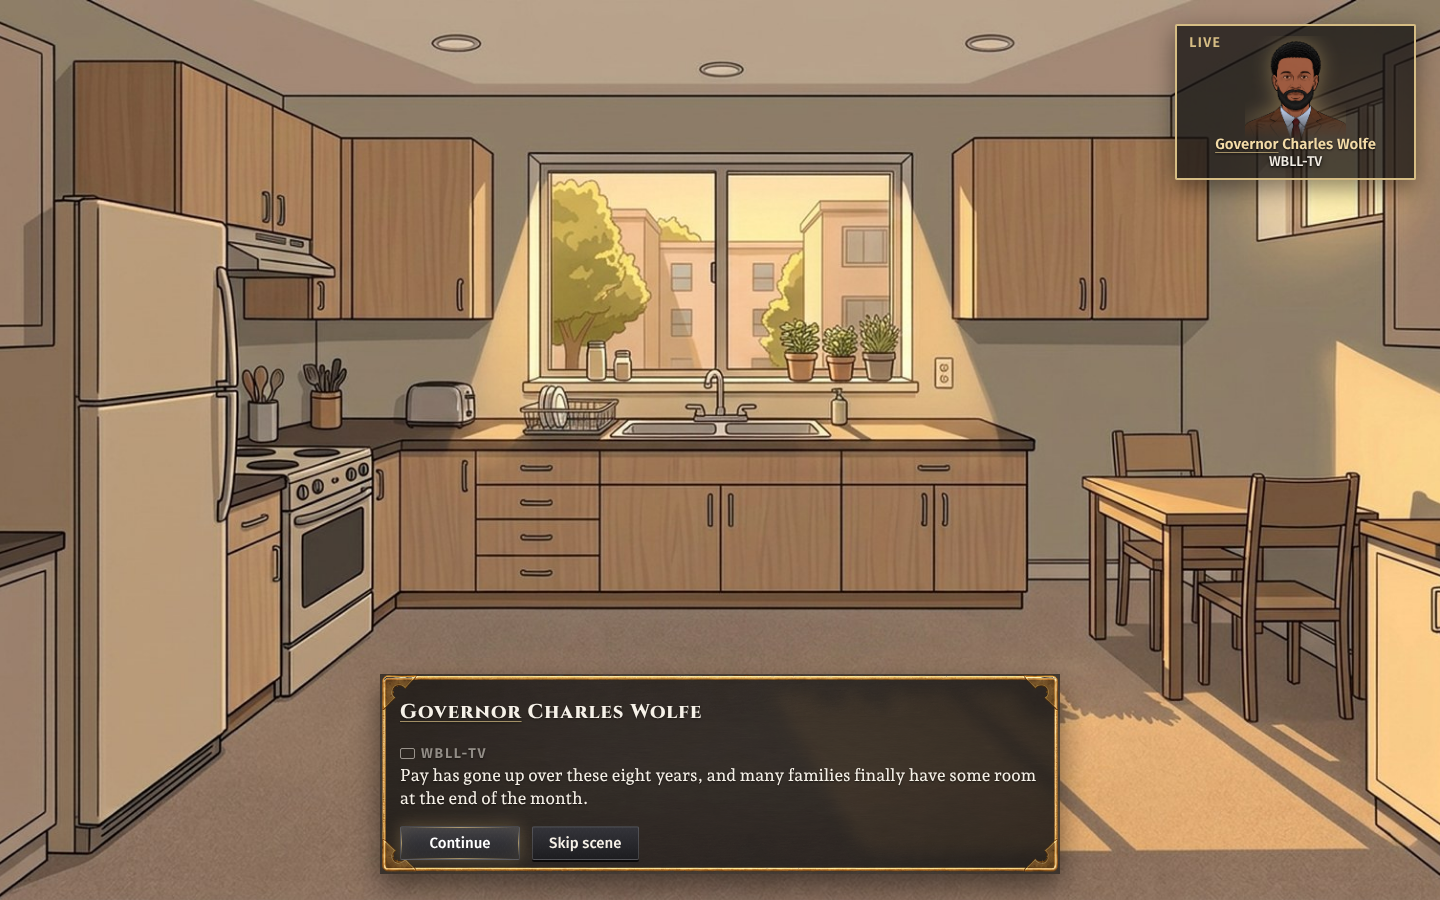 LIVE
Governor Charles Wolfe
WBLL-TV
Governor Charles Wolfe
WBLL-TV
Pay has gone up over these eight years, and many families finally have some room
at the end of the month.
Continue
Skip scene